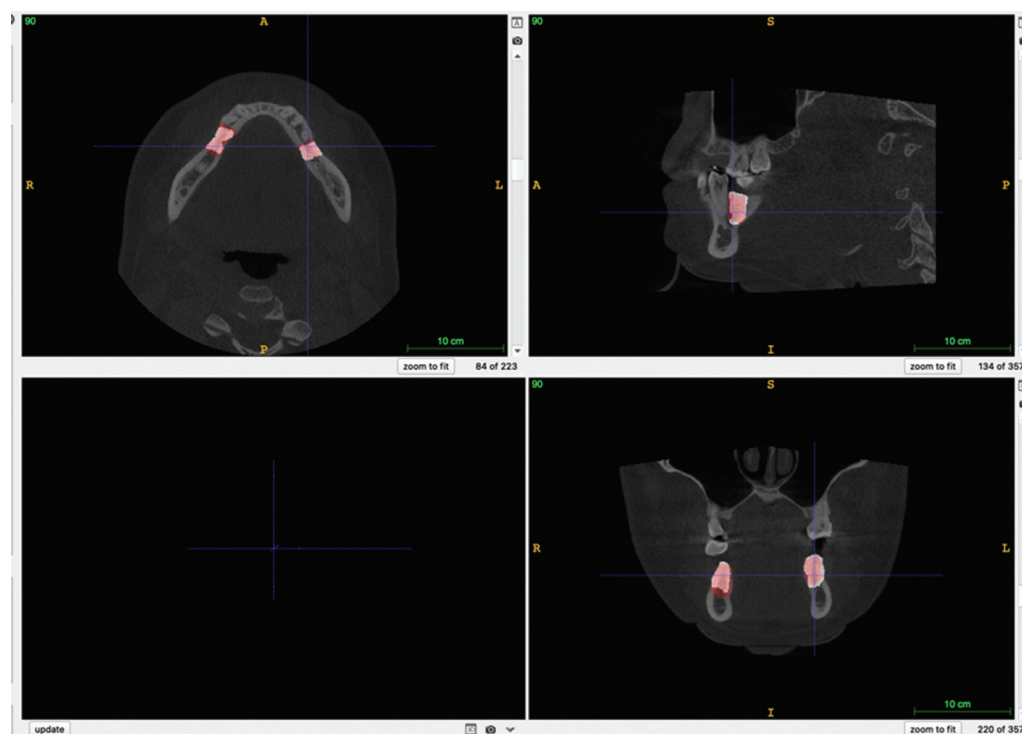 90
A
A
R
L
P
10 cm
zoom to fit
84 of 223
90
S
A
P
I
10 cm
zoom to fit
134 of 357
update
90
S
R
L
I
10 cm
zoom to fit
220 of 357